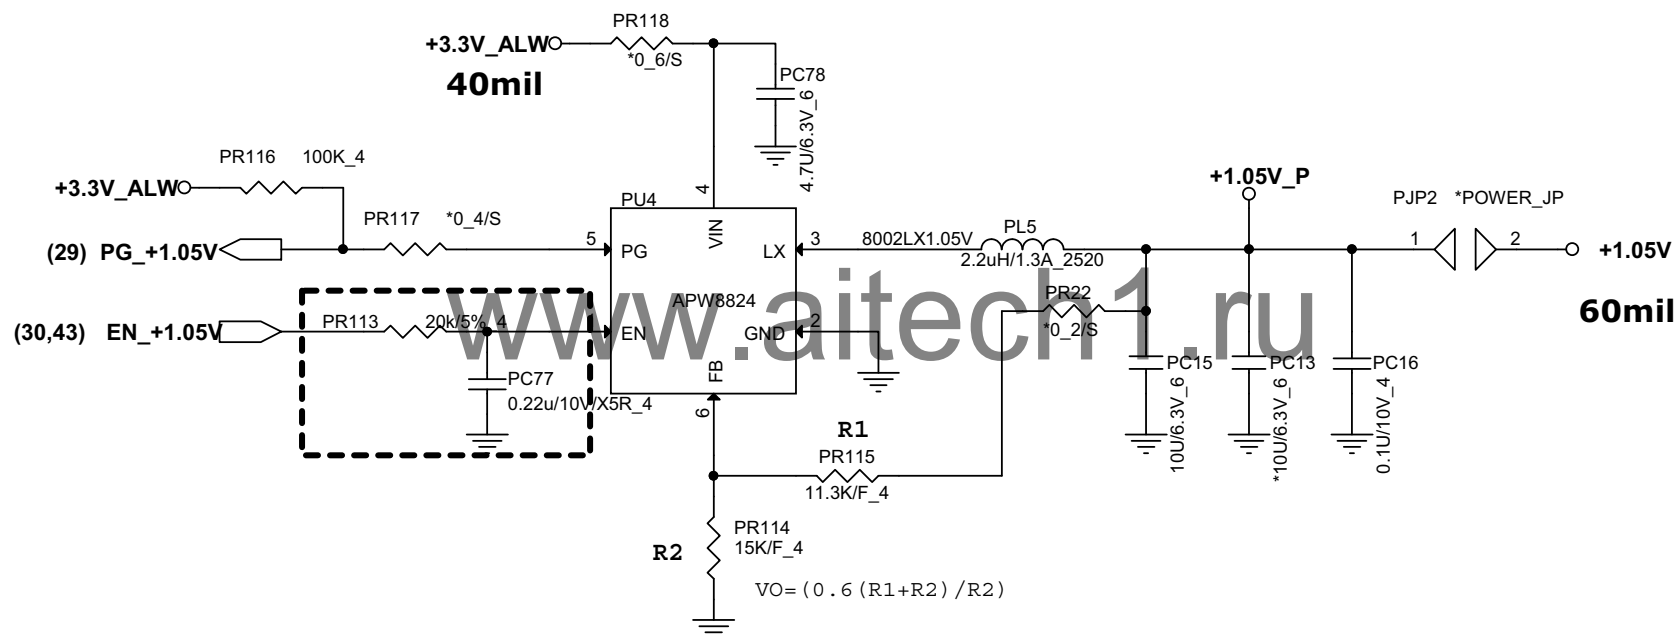 PR118
+3.3V_ALW
*0_6/S
40mil
PC78
4.7U/6.3V_6
PR116 100K_4
+3.3V_ALW
PR117 *0_4/S
(29) PG_+1.05V
PU4
4
VIN
5
PG
LX
3
8002LX1.05V
PL5
2.2uH/1.3A_2520
+1.05V_P
PJP2 *POWER_JP
1
2
+1.05V
60mil
www.aitech1.ru
APW8824
PR22
*0_2/S
(30,43) EN_+1.05V
PR113 20k/5%_4
EN
GND
2
FB
6
PC77
0.22u/10V/X5R_4
PC15
10U/6.3V_6
PC13
*10U/6.3V_6
PC16
0.1U/10V_4
R1
PR115
11.3K/F_4
R2
PR114
15K/F_4
VO=(0.6(R1+R2)/R2)